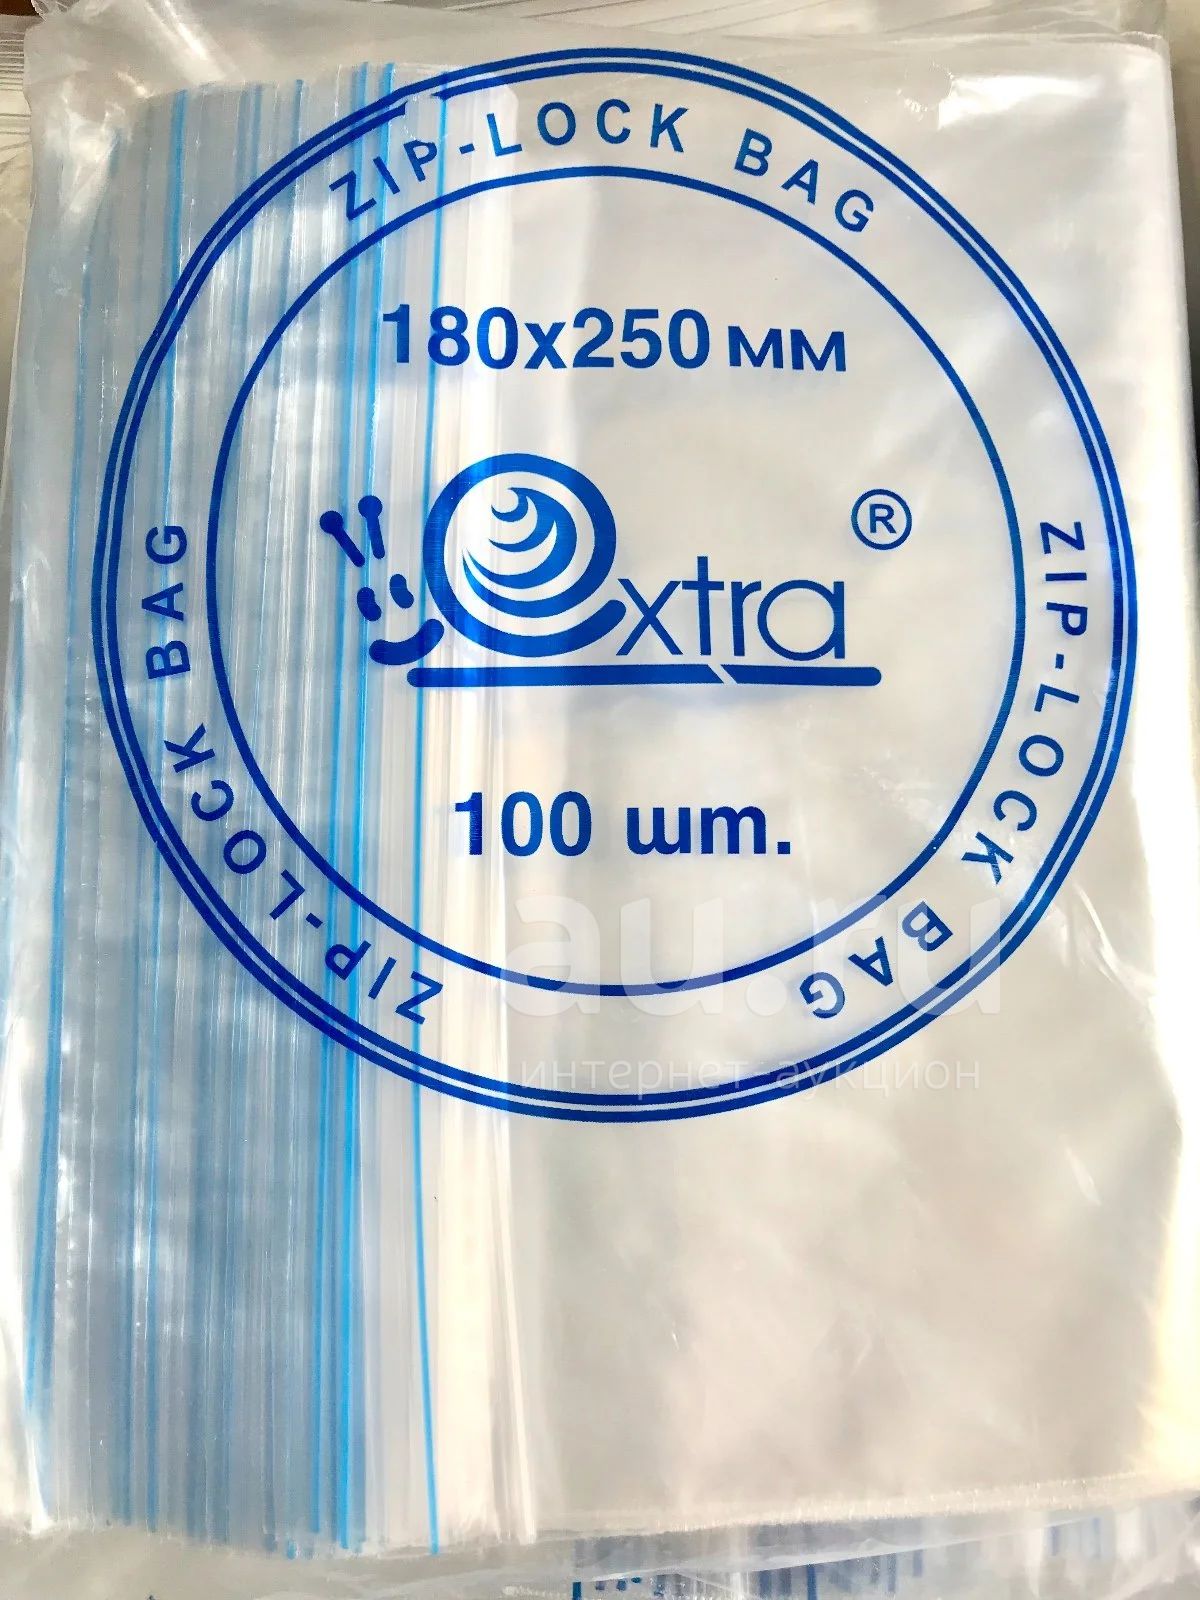 ZIP-LOCK BAG
180x250 мм
extra ®
100 шт.
ZIP-LOCK BAG
ZIP-LOCK BAG
au.ru
интернет-аукцион